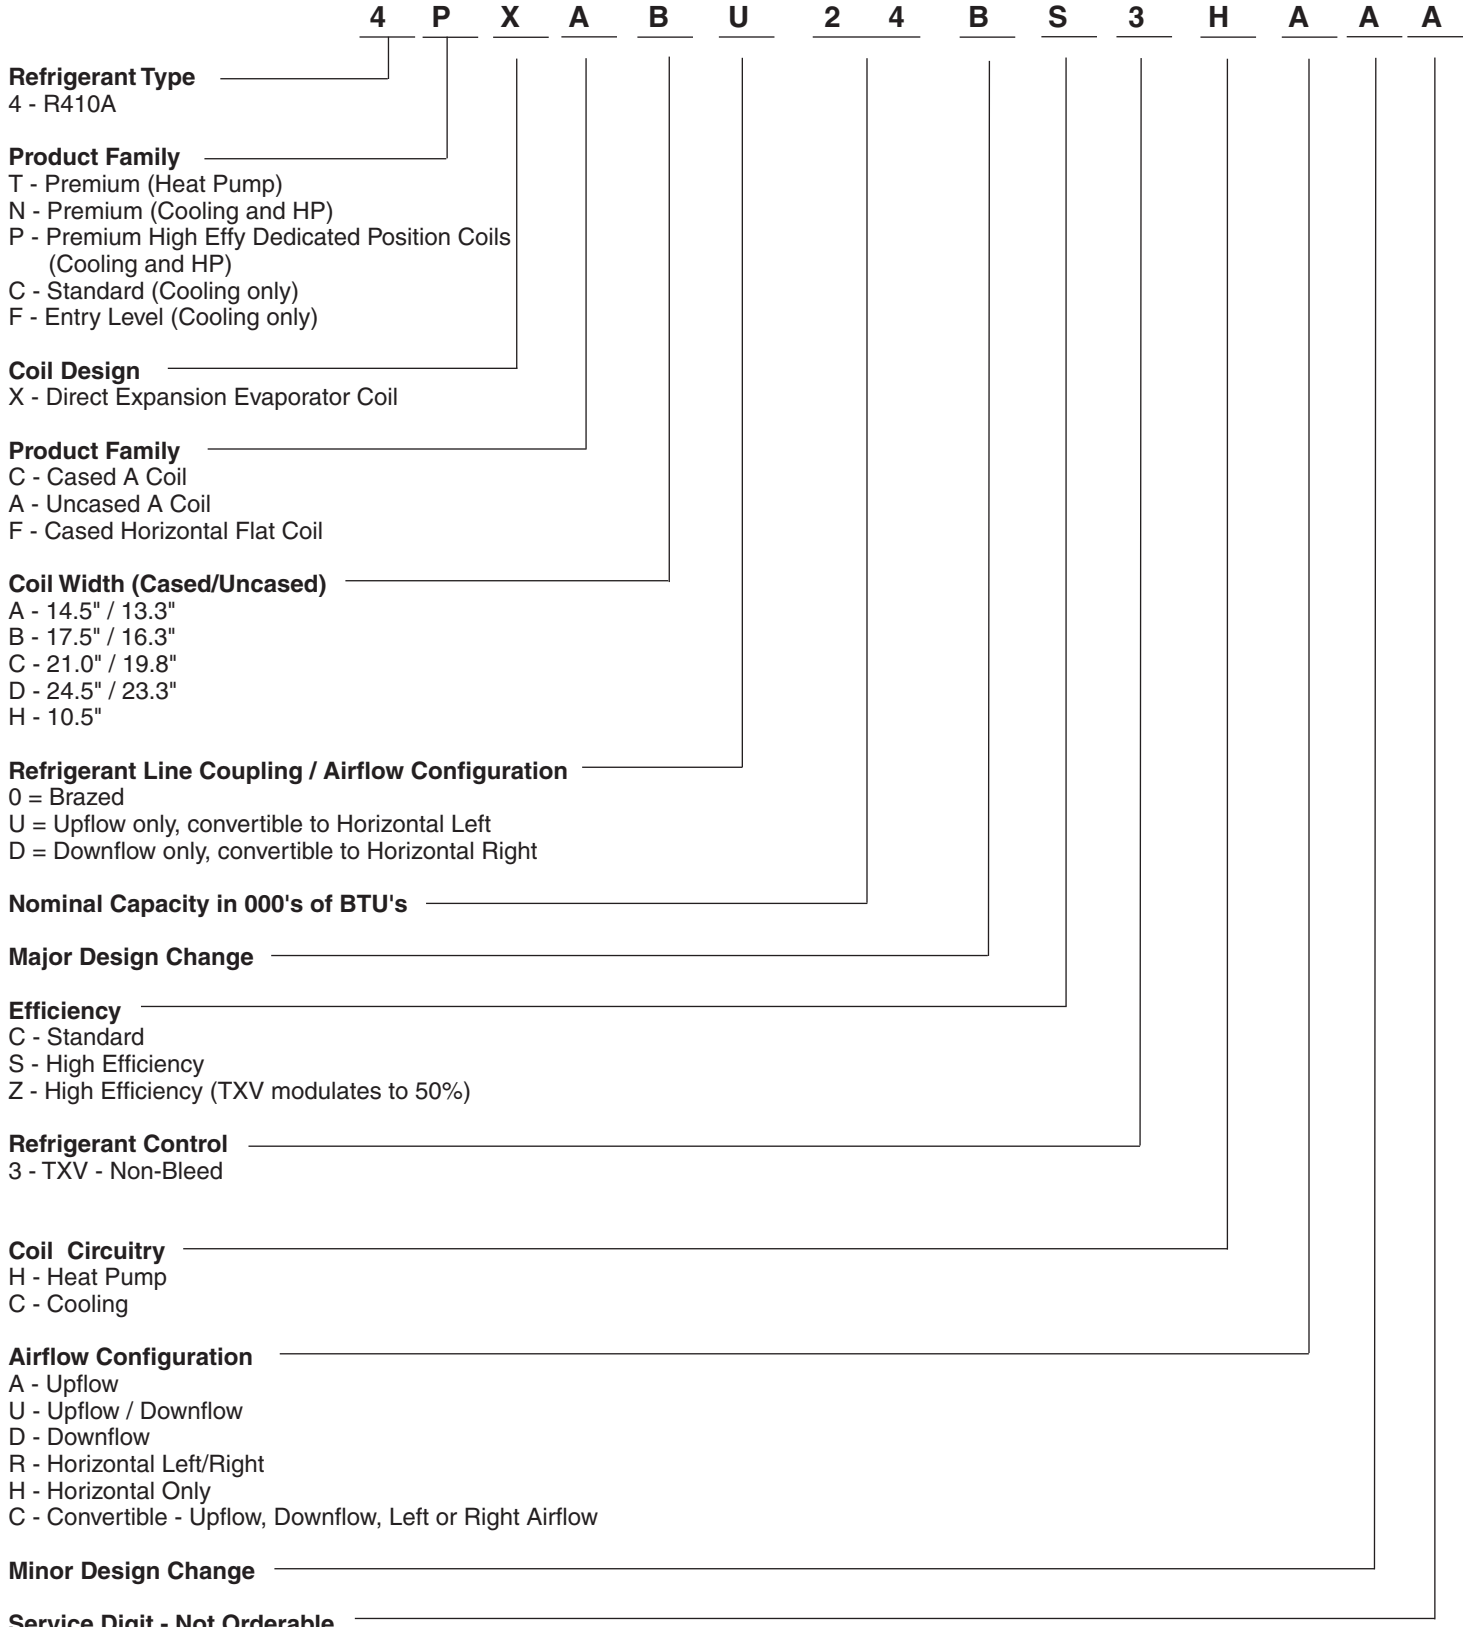 4 P X A B U 2 4 B S 3 H A A A
Refrigerant Type
4 - R410A
Product Family
T - Premium (Heat Pump)
N - Premium (Cooling and HP)
P - Premium High Effy Dedicated Position Coils
(Cooling and HP)
C - Standard (Cooling only)
F - Entry Level (Cooling only)
Coil Design
X - Direct Expansion Evaporator Coil
Product Family
C - Cased A Coil
A - Uncased A Coil
F - Cased Horizontal Flat Coil
Coil Width (Cased/Uncased)
A - 14.5" / 13.3"
B - 17.5" / 16.3"
C - 21.0" / 19.8"
D - 24.5" / 23.3"
H - 10.5"
Refrigerant Line Coupling / Airflow Configuration
0 = Brazed
U = Upflow only, convertible to Horizontal Left
D = Downflow only, convertible to Horizontal Right
Nominal Capacity in 000's of BTU's
Major Design Change
Efficiency
C - Standard
S - High Efficiency
Z - High Efficiency (TXV modulates to 50%)
Refrigerant Control
3 - TXV - Non-Bleed
Coil Circuitry
H - Heat Pump
C - Cooling
Airflow Configuration
A - Upflow
U - Upflow / Downflow
D - Downflow
R - Horizontal Left/Right
H - Horizontal Only
C - Convertible - Upflow, Downflow, Left or Right Airflow
Minor Design Change
Service Digit - Not Orderable